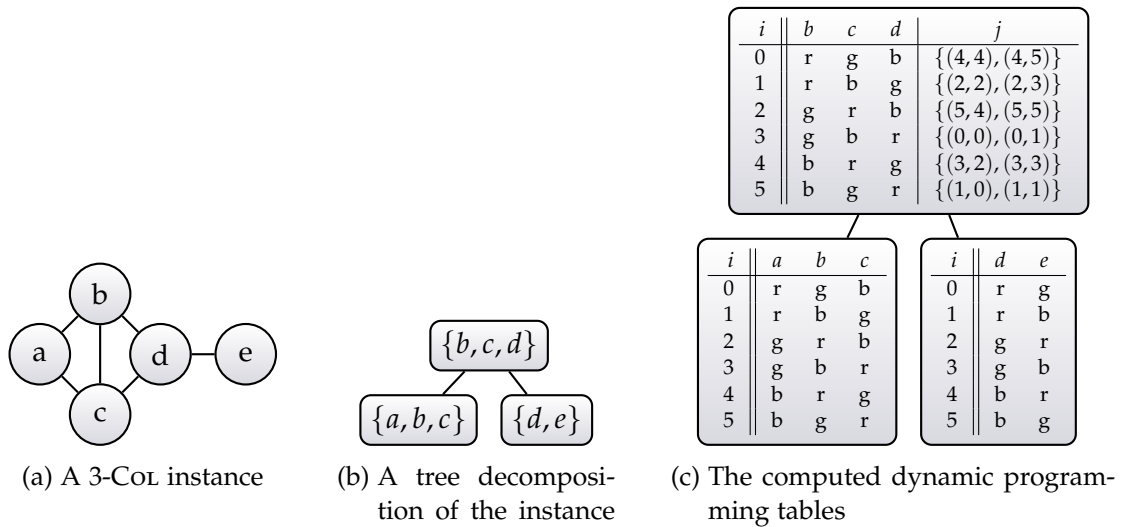 i b c d j
0 r g b {(4, 4), (4, 5)}
1 r b g {(2, 2), (2, 3)}
2 g r b {(5, 4), (5, 5)}
3 g b r {(0, 0), (0, 1)}
4 b r g {(3, 2), (3, 3)}
5 b g r {(1, 0), (1, 1)}
i a b c
0 r g b
1 r b g
2 g r b
3 g b r
4 b r g
5 b g r
i d e
0 r g
1 r b
2 g r
3 g b
4 b r
5 b g
b
a d e
c
{b, c, d}
{a, b, c} {d, e}
(a) A 3-COL instance
(b) A tree decomposi-
tion of the instance
(c) The computed dynamic program-
ming tables